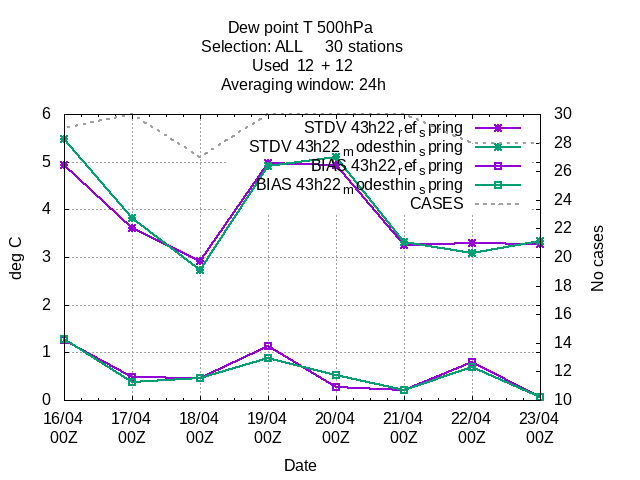 Dew point T 500hPa
Selection: ALL 30 stations
Used 12 + 12
Averaging window: 24h
STDV 43h22_ref_spring
STDV 43h22_modesthin_spring
BIAS 43h22_ref_spring
BIAS 43h22_modesthin_spring
CASES
6
5
4
3
2
1
0
deg C
30
28
26
24
22
20
18
16
14
12
10
No cases
16/04 17/04 18/04 19/04 20/04 21/04 22/04 23/04
00Z 00Z 00Z 00Z 00Z 00Z 00Z 00Z
Date